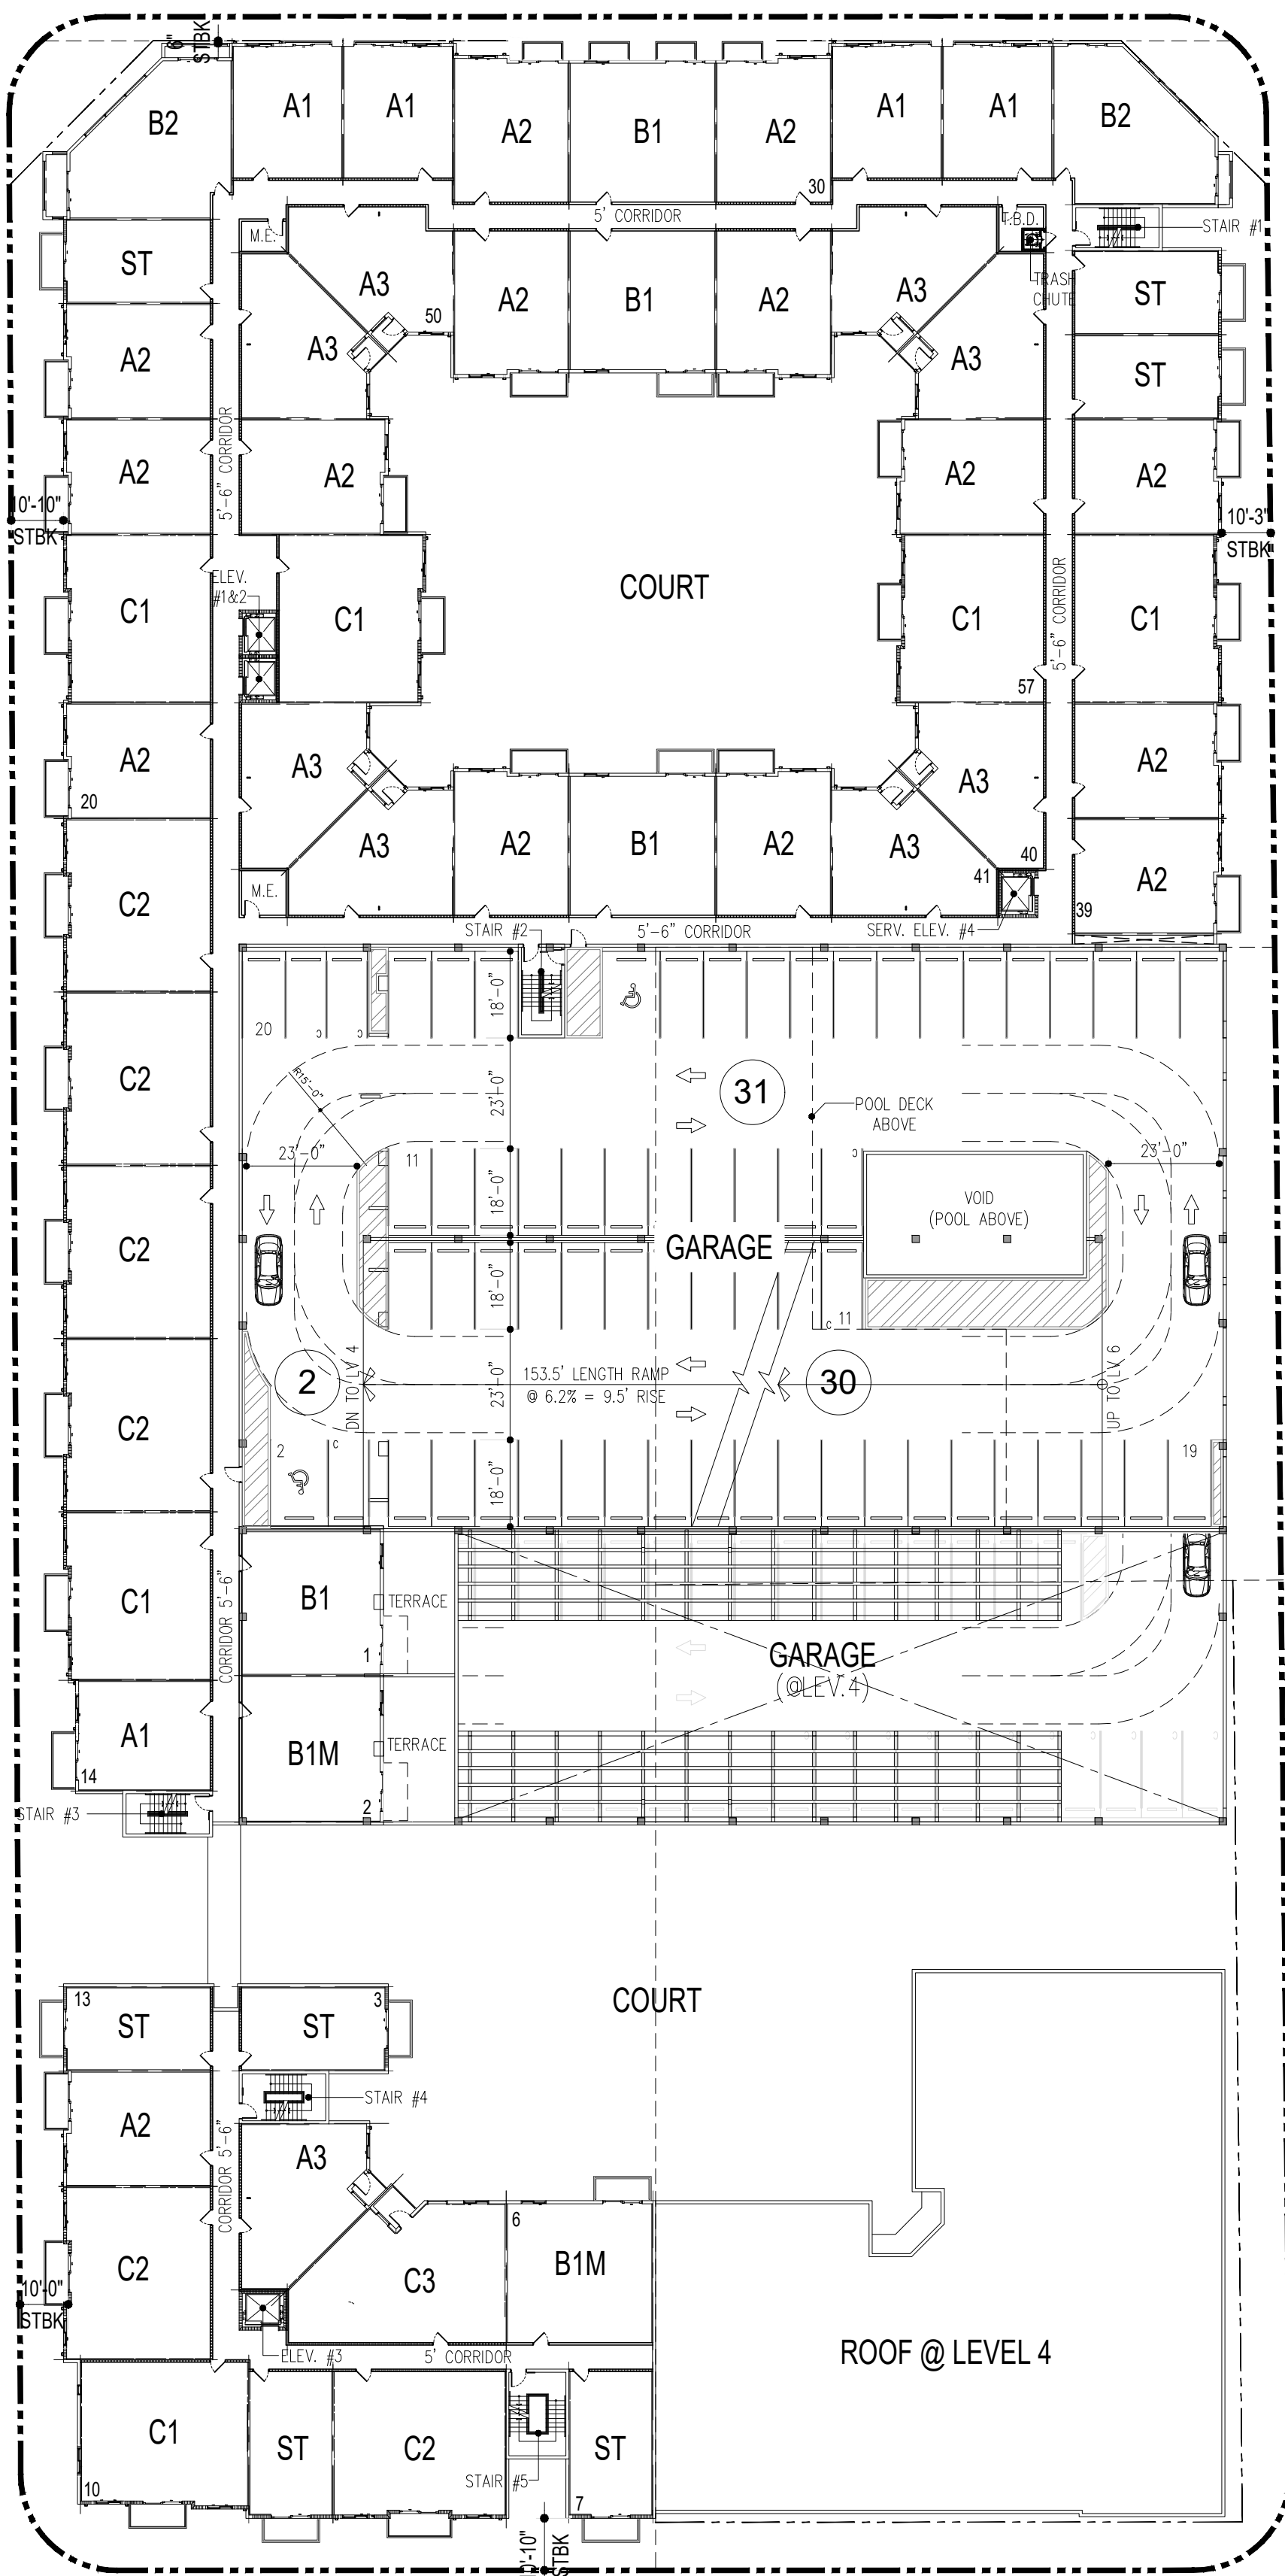 6"
STBK
B2
A1
A1
A2
B1
A2
30
A1
A1
B2
5' CORRIDOR
M.E.
T.B.D.
STAIR #1
TRASH
CHUTE
ST
A3
50
A2
B1
A2
A3
ST
A2
A3
A3
ST
5'-6" CORRIDOR
A2
A2
A2
A2
10'-10"
STBK
10'-3"
STBK
ELEV.
#1&2
C1
C1
COURT
C1
57
5'-6" CORRIDOR
C1
A2
20
A3
A3
A2
A3
A2
B1
A2
A3
40
41
A2
39
C2
M.E.
STAIR #2
5'-6" CORRIDOR
SERV. ELEV. #4
20
c
c
18'-0"
C2
R15'-0"
23'-0"
31
POOL DECK
ABOVE
23'-0"
11
c
23'-0"
18'-0"
VOID
(POOL ABOVE)
C2
GARAGE
18'-0"
c
11
2
DN TO LV 4
23'-0"
153.5' LENGTH RAMP
@ 6.2% = 9.5' RISE
30
UP TO LV 6
C2
2
c
18'-0"
19
C1
CORRIDOR 5'-6"
B1
1
TERRACE
GARAGE
(@LEV.4)
A1
14
B1M
2
TERRACE
STAIR #3
13
ST
ST
3
COURT
STAIR #4
A2
CORRIDOR 5'-6"
A3
C2
10'-0"
STBK
C3
6
B1M
ELEV. #3
5' CORRIDOR
ROOF @ LEVEL 4
C1
10
ST
C2
STAIR #5
ST
7
STBK